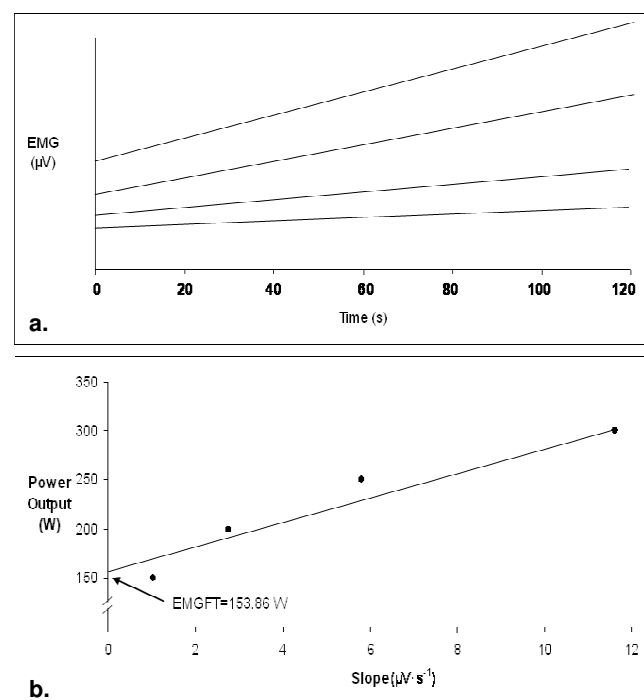 EMG
(µV)
0 20 40 60 80 100 120
Time (s)
a.
350
300
250
Power
Output
(W)
200
150
EMGFT=153.86 W
0 2 4 6 8 10 12
Slope(µV·s⁻¹)
b.